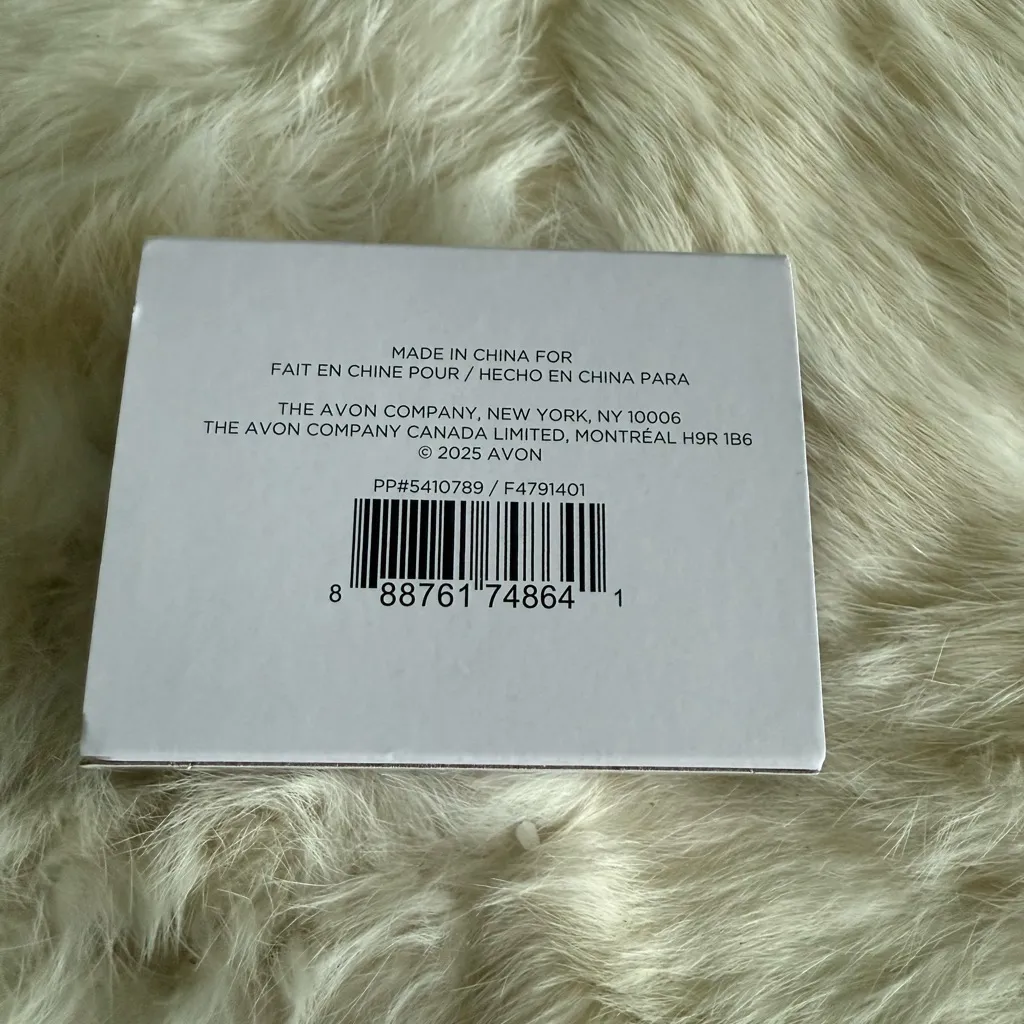 MADE IN CHINA FOR
FAIT EN CHINE POUR / HECHO EN CHINA PARA
THE AVON COMPANY, NEW YORK, NY 10006
THE AVON COMPANY CANADA LIMITED, MONTRÉAL H9R 1B6
© 2025 AVON
PP#5410789 / F4791401
8 88761 74864 1